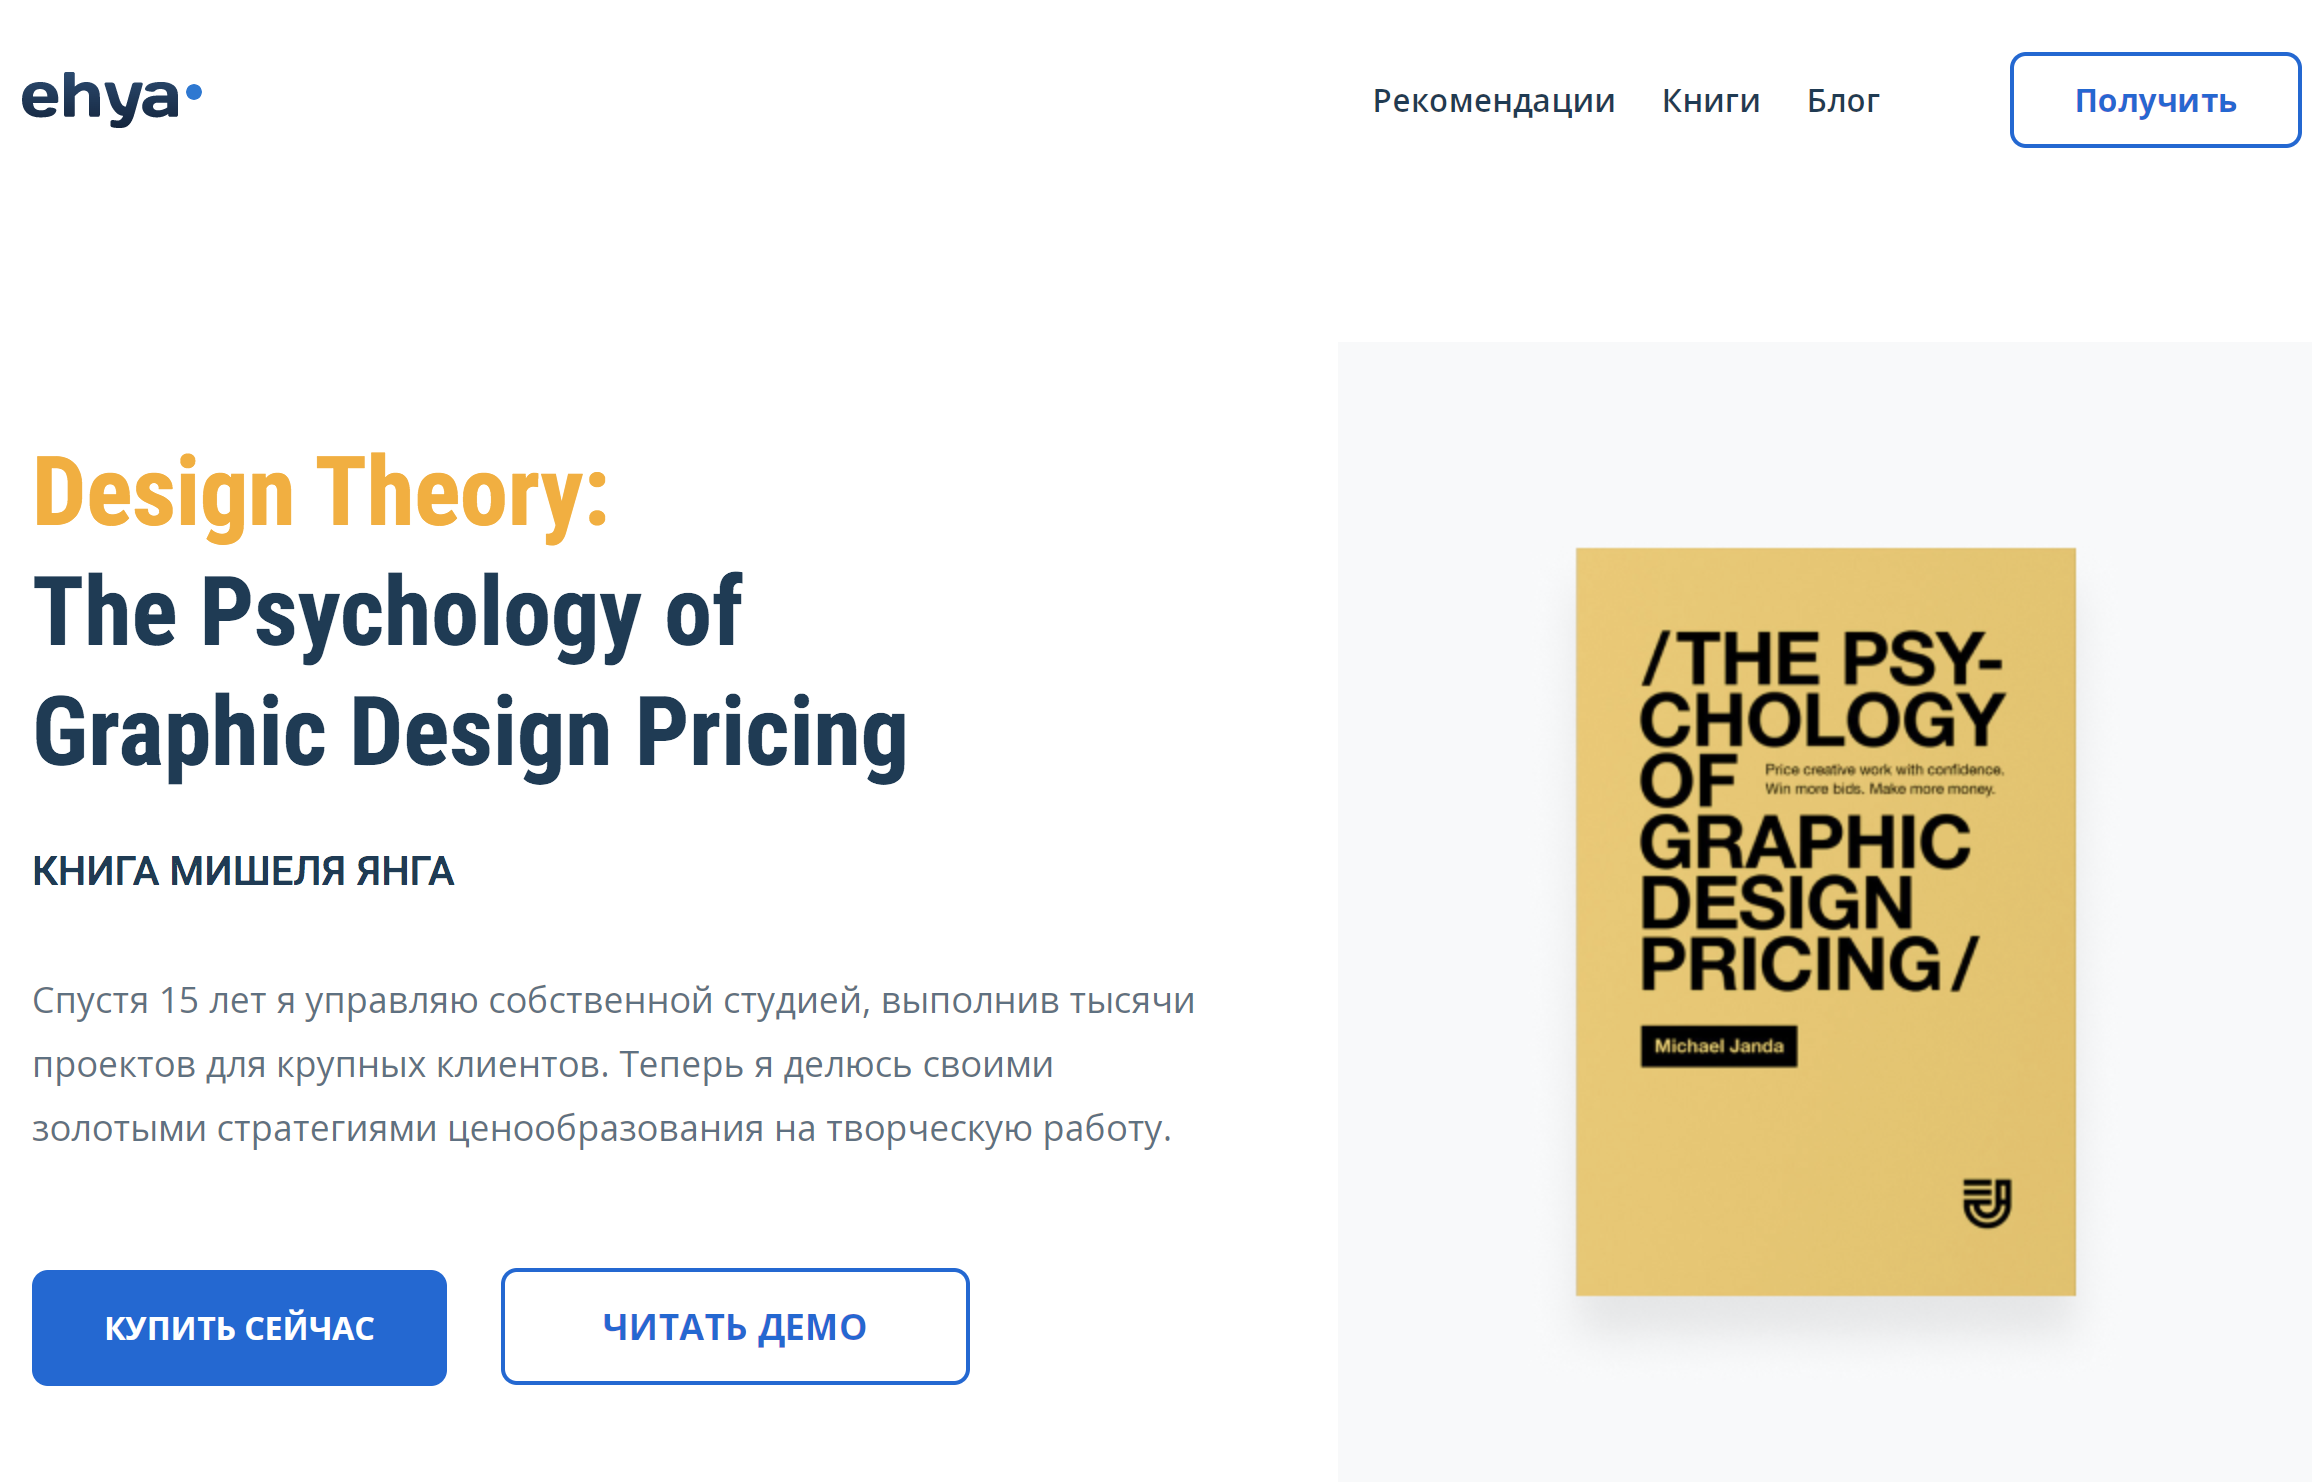 ehya
Рекомендации Книги Блог Получить
Design Theory:
The Psychology of
Graphic Design Pricing
КНИГА МИШЕЛЯ ЯНГА
Спустя 15 лет я управляю собственной студией, выполнив тысячи
проектов для крупных клиентов. Теперь я делюсь своими
золотыми стратегиями ценообразования на творческую работу.
КУПИТЬ СЕЙЧАС ЧИТАТЬ ДЕМО
/THE PSY-
CHOLOGY
OF
Price creative work with confidence.
Win more bids. Make more money.
GRAPHIC
DESIGN
PRICING/
Michael Janda